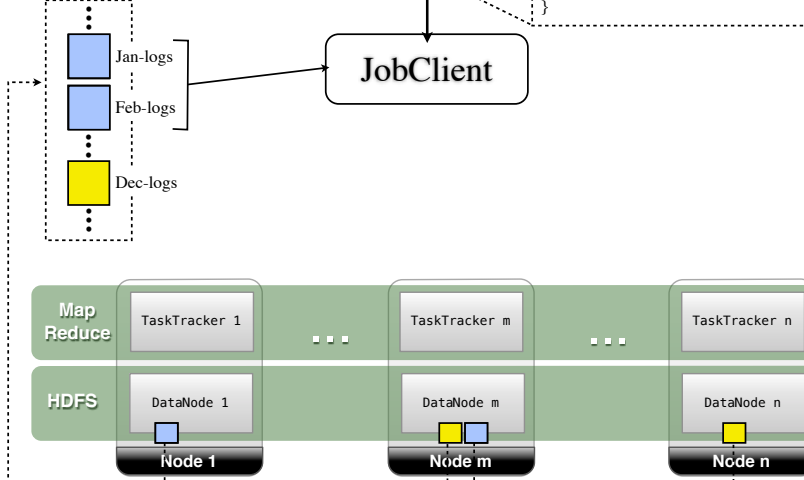 }
Jan-logs
JobClient
Feb-logs
Dec-logs
Map
Reduce
TaskTracker 1
...
TaskTracker m
...
TaskTracker n
HDFS
DataNode 1
DataNode m
DataNode n
Node 1
Node m
Node n